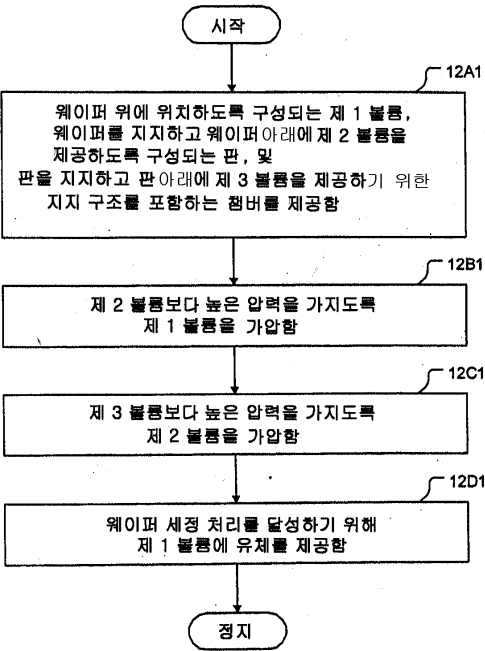 시작
12A1
웨이퍼 위에 위치하도록 구성되는 제 1 볼륨,
웨이퍼를 지지하고 웨이퍼아래에 제 2 볼륨을
제공하도록 구성되는 판, 및
판을 지지하고 판아래에 제 3 볼륨을 제공하기 위한
지지 구조를 포함하는 챔버를 제공함
12B1
제 2 볼륨보다 높은 압력을 가지도록
제 1 볼륨을 가압함
12C1
제 3 볼륨보다 높은 압력을 가지도록
제 2 볼륨을 가압함
12D1
웨이퍼 세정 처리를 달성하기 위해
제 1 볼륨에 유체를 제공함
정지